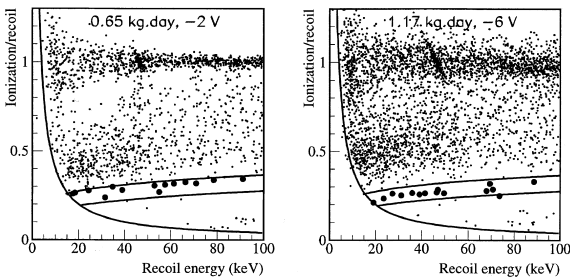 0.65 kg.day, −2 V
1.17 kg.day, −6 V
Ionization/recoil
1
0.5
0
0 20 40 60 80 100
Recoil energy (keV)
Ionization/recoil
1
0.5
0
0 20 40 60 80 100
Recoil energy (keV)